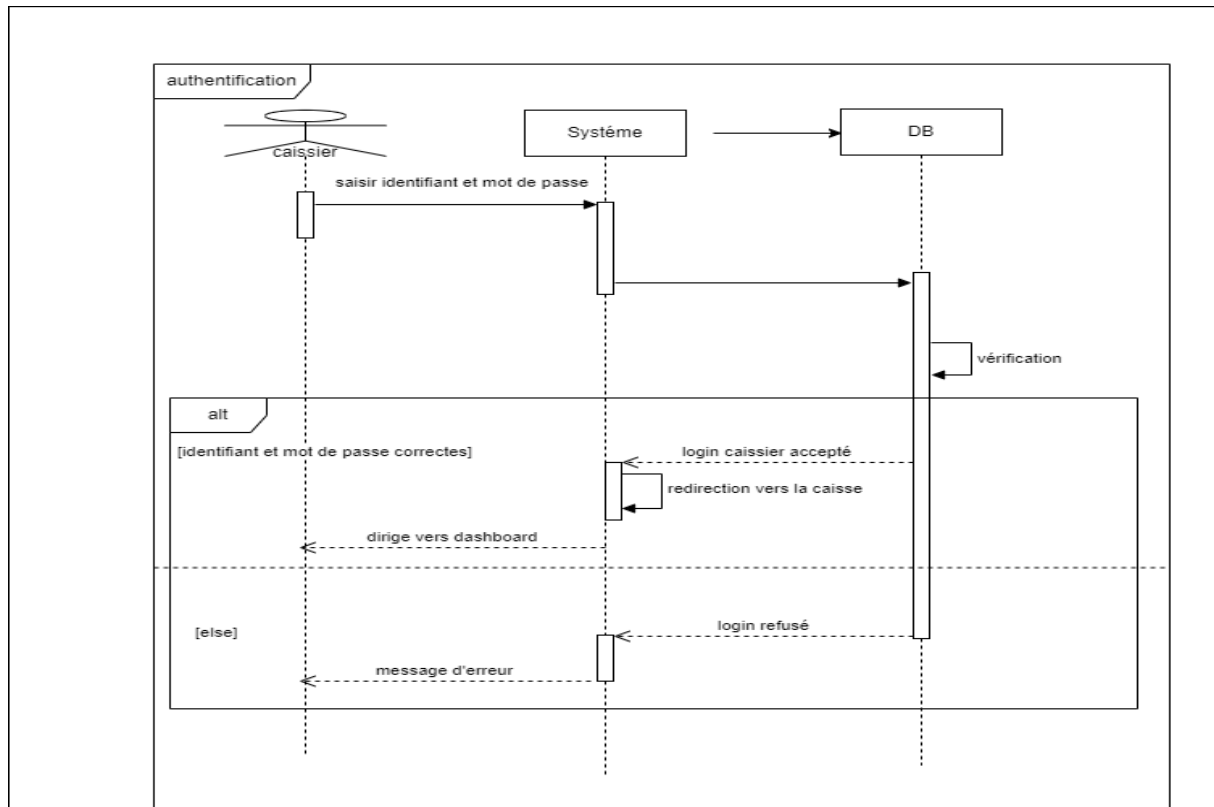 authentification
caissier
Systéme
DB
saisir identifiant et mot de passe
vérification
alt
[identifiant et mot de passe correctes]
login caissier accepté
redirection vers la caisse
dirige vers dashboard
[else]
login refusé
message d'erreur